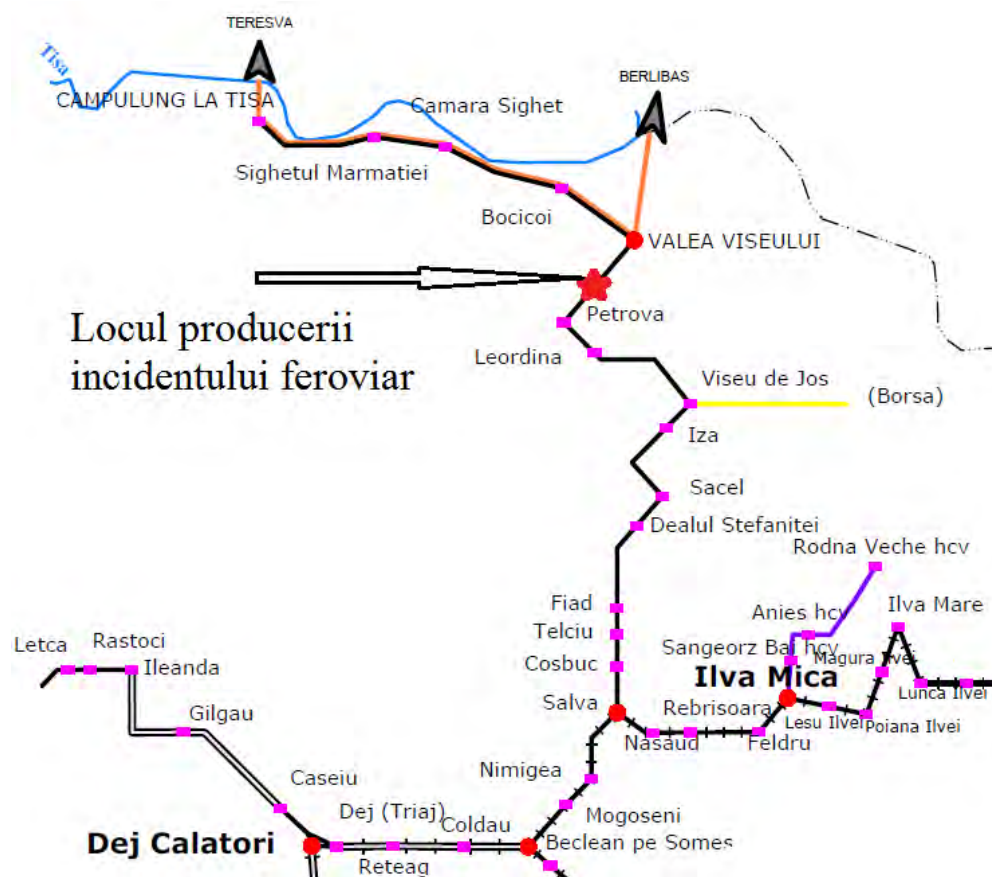 TERESVA
Tisa
BERLIBAS
CAMPULUNG LA TISA
Camara Sighet
Sighetul Marmatiei
Bocicoi
VALEA VISEULUI
Locul producerii
incidentului feroviar
Petrova
Leordina
Viseu de Jos
(Borsa)
Iza
Sacel
Dealul Stefanitei
Rodna Veche hcv
Fiad
Anies hcv
Ilva Mare
Telciu
Letca
Rastoci
Ileanda
Cosbuc
Sangeorz Bai hcv
Magura Ilvei
Ilva Mica
Lunca Ilvei
Salva
Rebrisoara
Lesu Ilvei
Poiana Ilvei
Gilgau
Nasaud
Feldru
Nimigea
Caseiu
Mogoseni
Dej (Triaj)
Coldau
Dej Calatori
Beclean pe Somes
Reteag